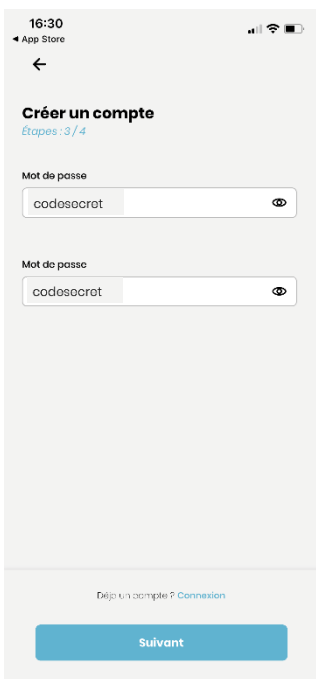 16:30
◄ App Store
Créer un compte
Étapes : 3 / 4
Mot de passe
codesecret
Mot de passe
codesecret
Déjà un compte ? Connexion
Suivant